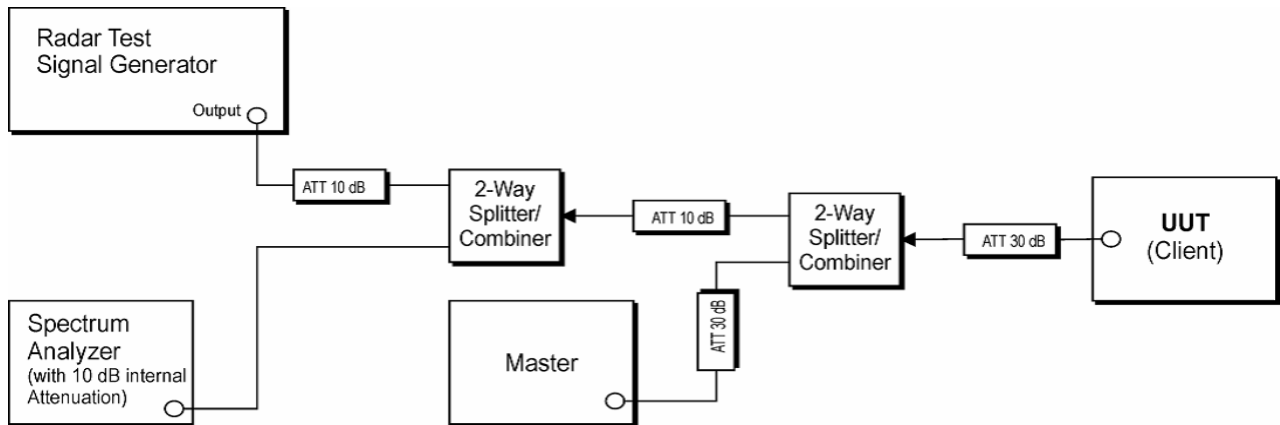 Radar Test
Signal Generator
Output
ATT 10 dB
2-Way
Splitter/
Combiner
ATT 10 dB
2-Way
Splitter/
Combiner
ATT 30 dB
UUT
(Client)
Spectrum
Analyzer
(with 10 dB internal
Attenuation)
Master
ATT 30 dB